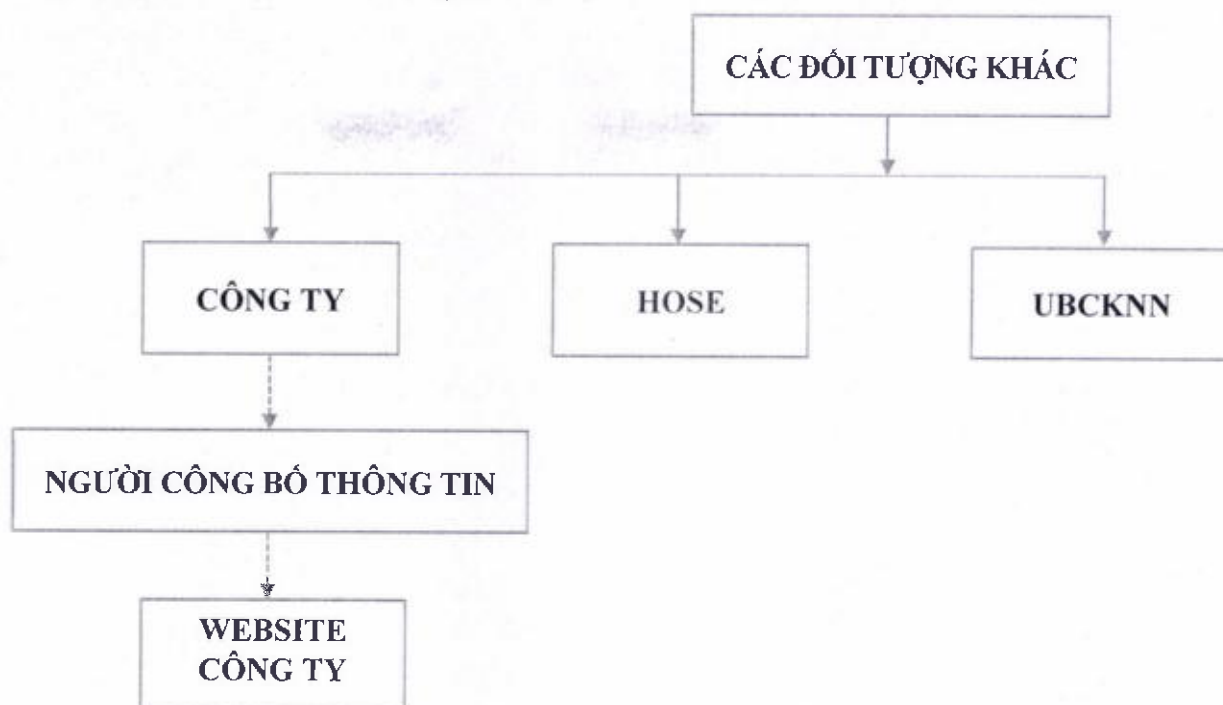 CÁC ĐỐI TƯỢNG KHÁC
CÔNG TY
HOSE
UBCKNN
NGƯỜI CÔNG BỐ THÔNG TIN
WEBSITE
CÔNG TY